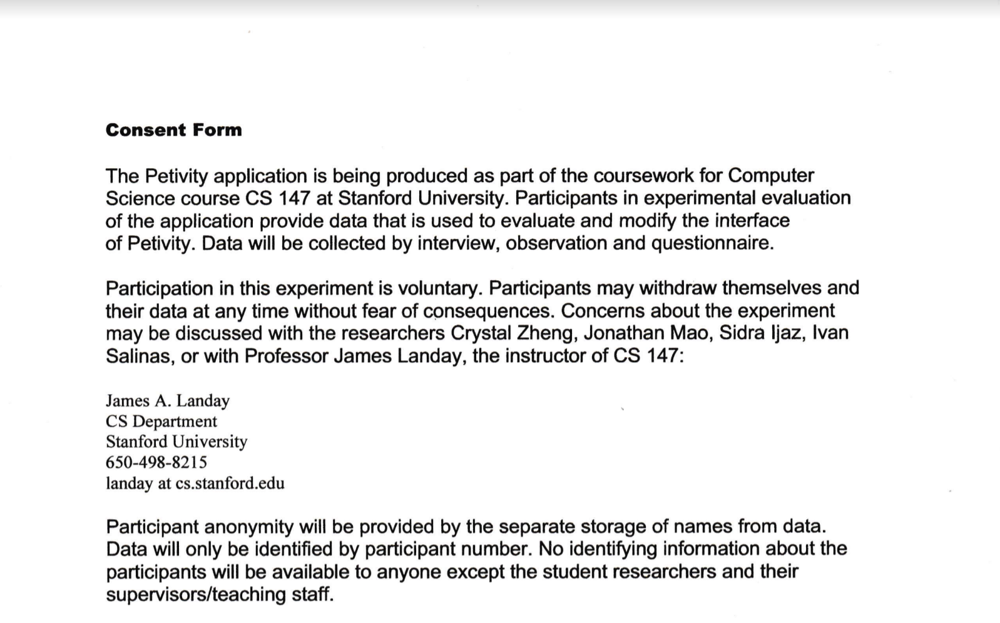 Consent Form
The Petivity application is being produced as part of the coursework for Computer
Science course CS 147 at Stanford University. Participants in experimental evaluation
of the application provide data that is used to evaluate and modify the interface
of Petivity. Data will be collected by interview, observation and questionnaire.
Participation in this experiment is voluntary. Participants may withdraw themselves and
their data at any time without fear of consequences. Concerns about the experiment
may be discussed with the researchers Crystal Zheng, Jonathan Mao, Sidra Ijaz, Ivan
Salinas, or with Professor James Landay, the instructor of CS 147:
James A. Landay
CS Department
Stanford University
650-498-8215
landay at cs.stanford.edu
Participant anonymity will be provided by the separate storage of names from data.
Data will only be identified by participant number. No identifying information about the
participants will be available to anyone except the student researchers and their
supervisors/teaching staff.